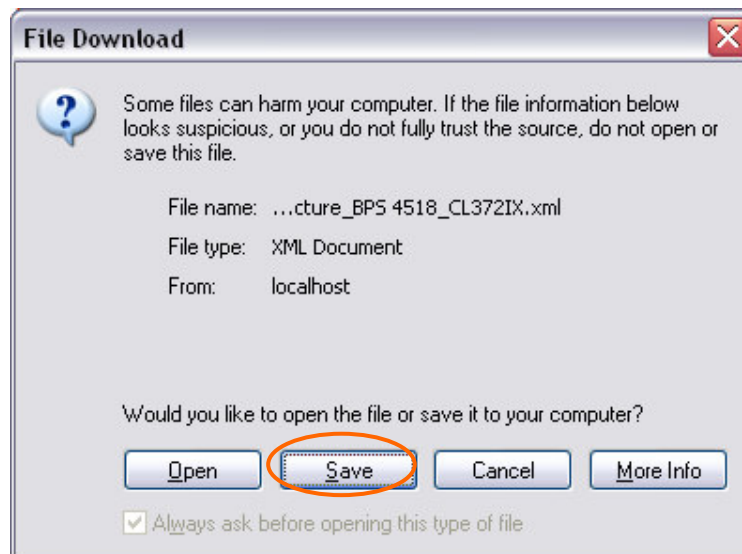 File Download
Some files can harm your computer. If the file information below
looks suspicious, or you do not fully trust the source, do not open or
save this file.
File name: ...cture_BPS 4518_CL372IX.xml
File type: XML Document
From: localhost
Would you like to open the file or save it to your computer?
Open Save Cancel More Info
Always ask before opening this type of file